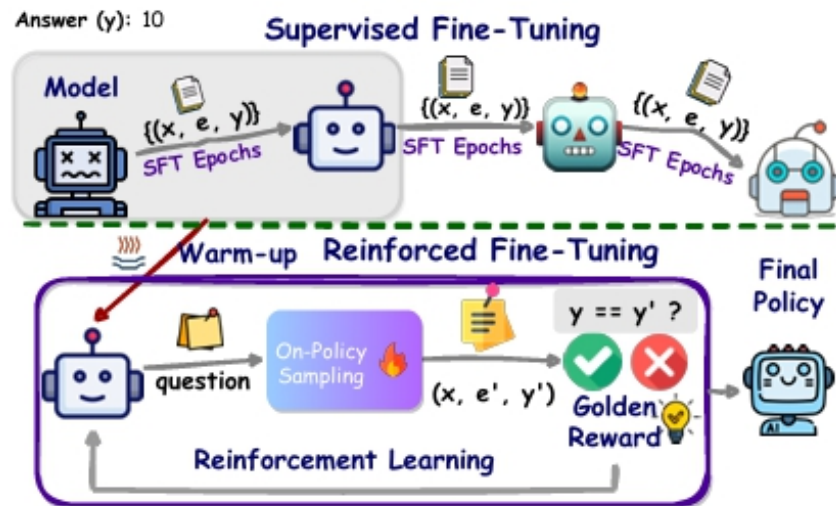 Answer (y): 10
Supervised Fine-Tuning
Model
{(x, e, y)}
SFT Epochs
{(x, e, y)}
SFT Epochs
{(x, e, y)}
SFT Epochs
Warm-up
Reinforced Fine-Tuning
Final
Policy
question
On-Policy
Sampling
(x, e', y')
y == y' ?
Golden
Reward
Reinforcement Learning
AI